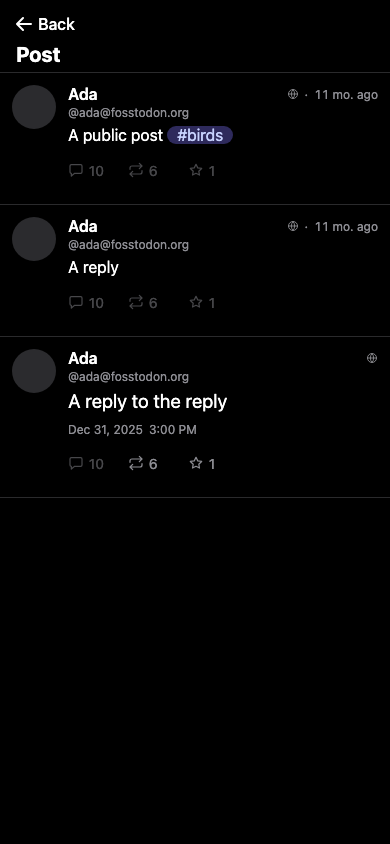 Back
Post
Ada
11 mo. ago
@ada@fosstodon.org
A public post #birds
10 6 1
Ada
11 mo. ago
@ada@fosstodon.org
A reply
10 6 1
Ada
@ada@fosstodon.org
A reply to the reply
Dec 31, 2025 3:00 PM
10 6 1